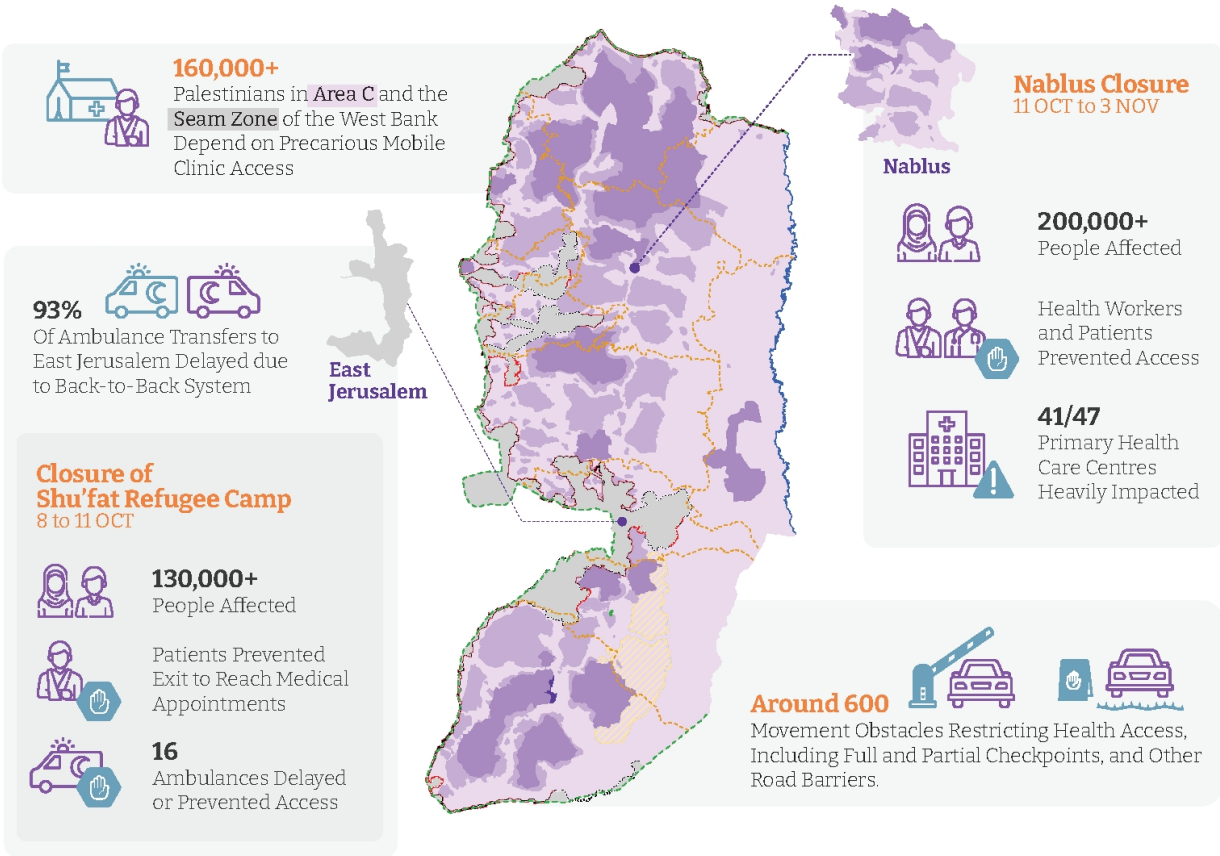 160,000+
Palestinians in Area C and the
Seam Zone of the West Bank
Depend on Precarious Mobile
Clinic Access
93%
Of Ambulance Transfers to
East Jerusalem Delayed due
to Back-to-Back System
East
Jerusalem
Closure of
Shu'fat Refugee Camp
8 to 11 OCT
130,000+
People Affected
Patients Prevented
Exit to Reach Medical
Appointments
16
Ambulances Delayed
or Prevented Access
Nablus
Nablus Closure
11 OCT to 3 NOV
200,000+
People Affected
Health Workers
and Patients
Prevented Access
41/47
Primary Health
Care Centres
Heavily Impacted
Around 600
Movement Obstacles Restricting Health Access,
Including Full and Partial Checkpoints, and Other
Road Barriers.